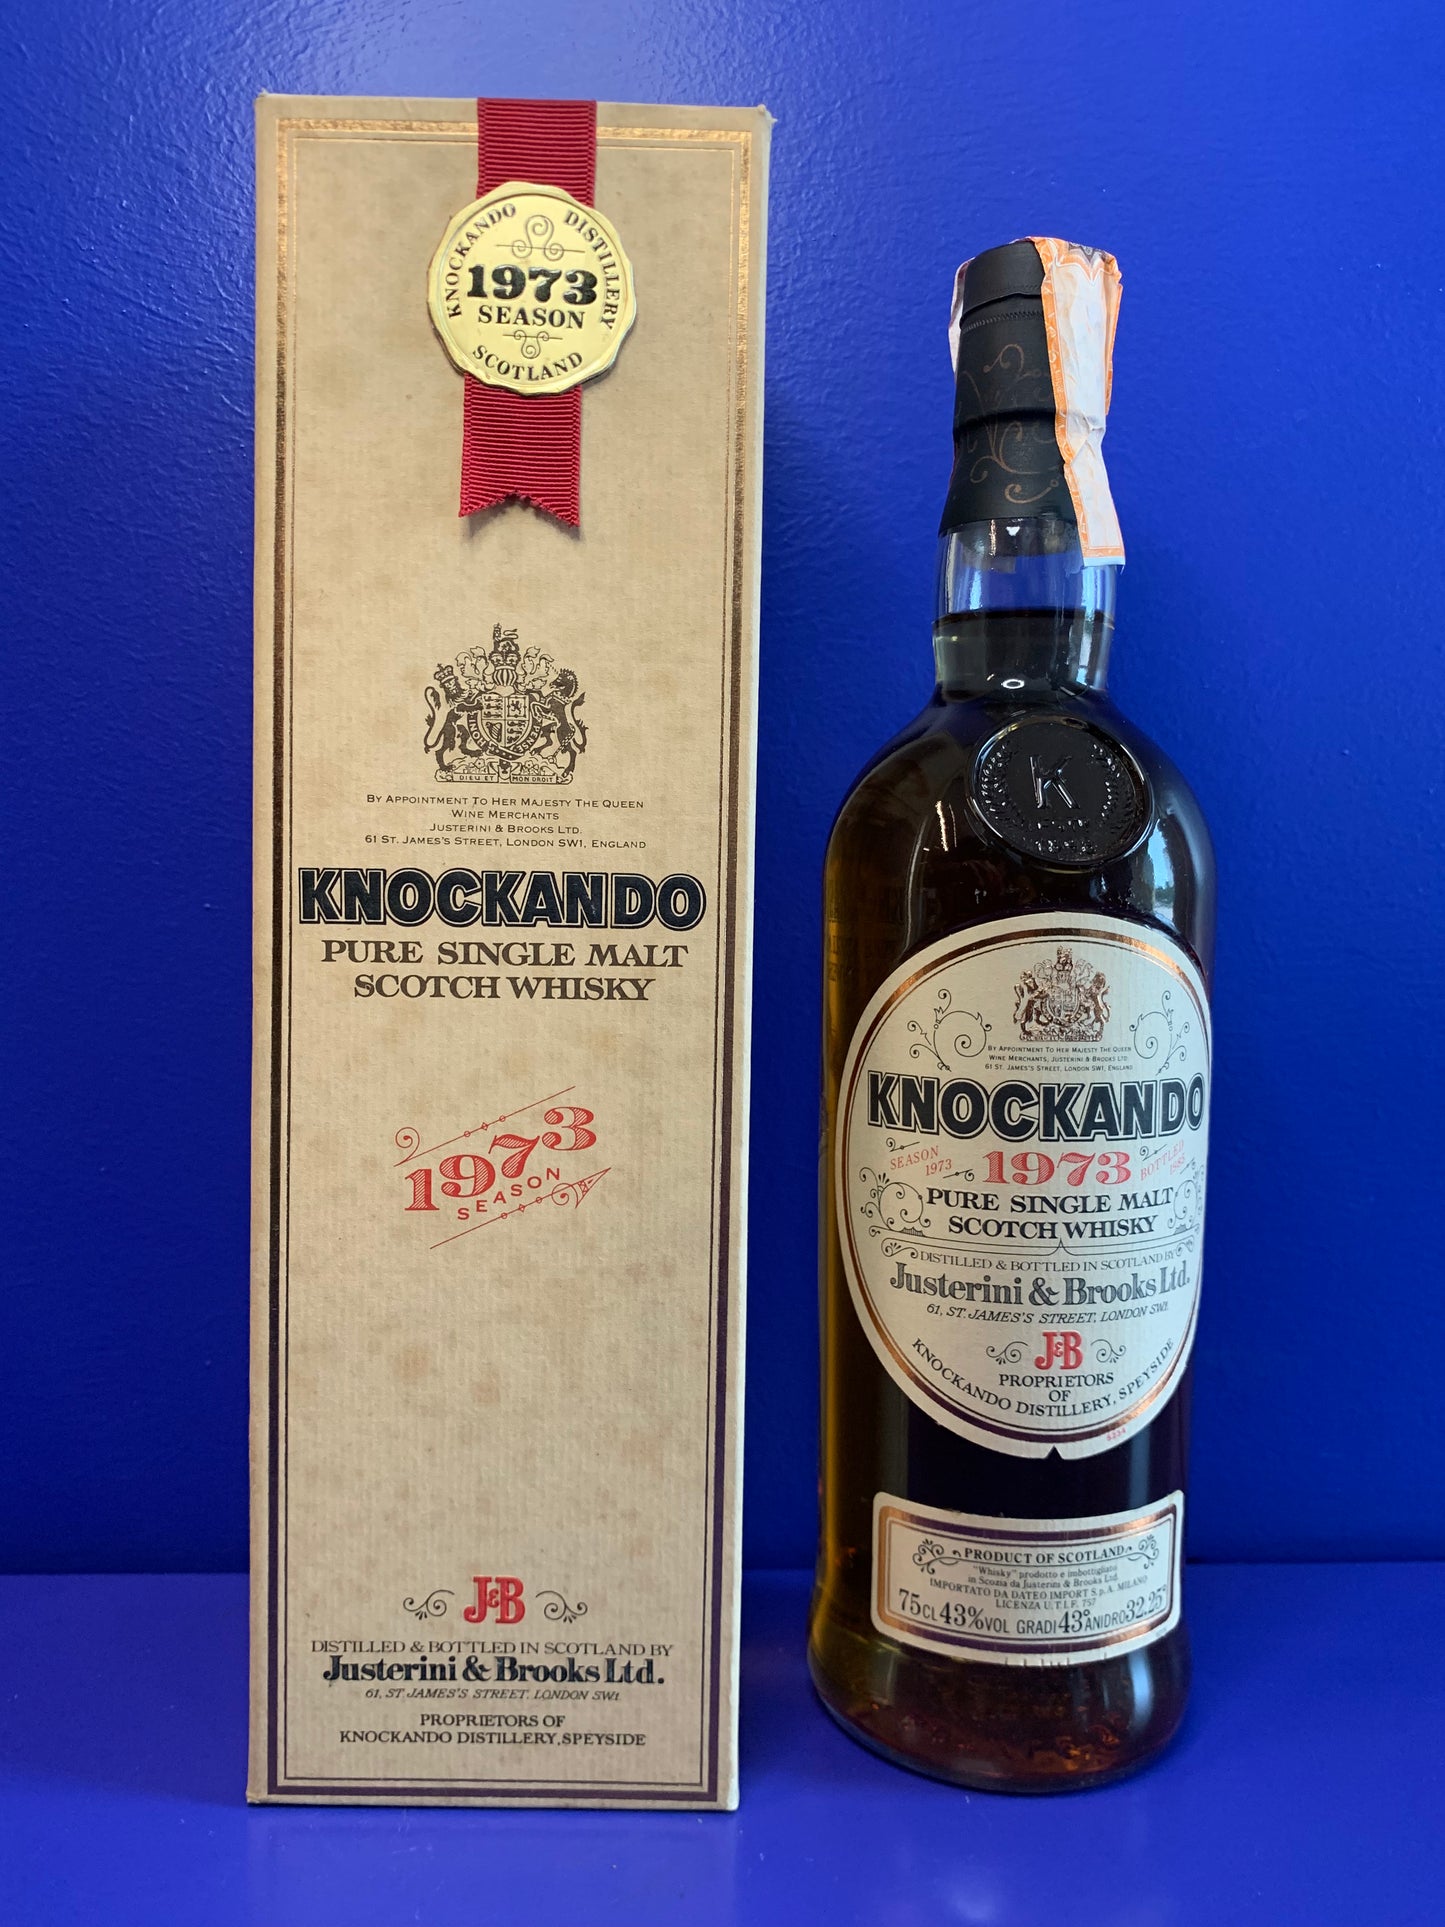 KNOCKANDO DISTILLERY
1973
SEASON
SCOTLAND
DIEU ET MON DROIT
BY APPOINTMENT TO HER MAJESTY THE QUEEN
WINE MERCHANTS
JUSTERINI & BROOKS LTD.
61 ST. JAMES'S STREET, LONDON SW1, ENGLAND
KNOCKANDO
PURE SINGLE MALT
SCOTCH WHISKY
1973
SEASON
J&B
DISTILLED & BOTTLED IN SCOTLAND BY
Justerini & Brooks Ltd.
61, ST JAMES'S STREET, LONDON SW1
PROPRIETORS OF
KNOCKANDO DISTILLERY, SPEYSIDE
K
BY APPOINTMENT TO HER MAJESTY THE QUEEN
WINE MERCHANTS, JUSTERINI & BROOKS LTD
61 ST. JAMES'S STREET, LONDON SW1, ENGLAND
KNOCKANDO
SEASON 1973
1973
BOTTLED 1985
PURE SINGLE MALT
SCOTCH WHISKY
DISTILLED & BOTTLED IN SCOTLAND BY
Justerini & Brooks Ltd.
61, ST. JAMES'S STREET, LONDON SW1.
J&B
PROPRIETORS
OF
KNOCKANDO DISTILLERY, SPEYSIDE
5234
PRODUCT OF SCOTLAND
"Whisky" prodotto e imbottigliato
in Scozia da Justerini & Brooks Ltd.
IMPORTATO DA DATEO IMPORT S.p.A. MILANO
LICENZA U.T.I.F. 757
75CL 43%VOL GRADI 43° ANIDRO 32.25°